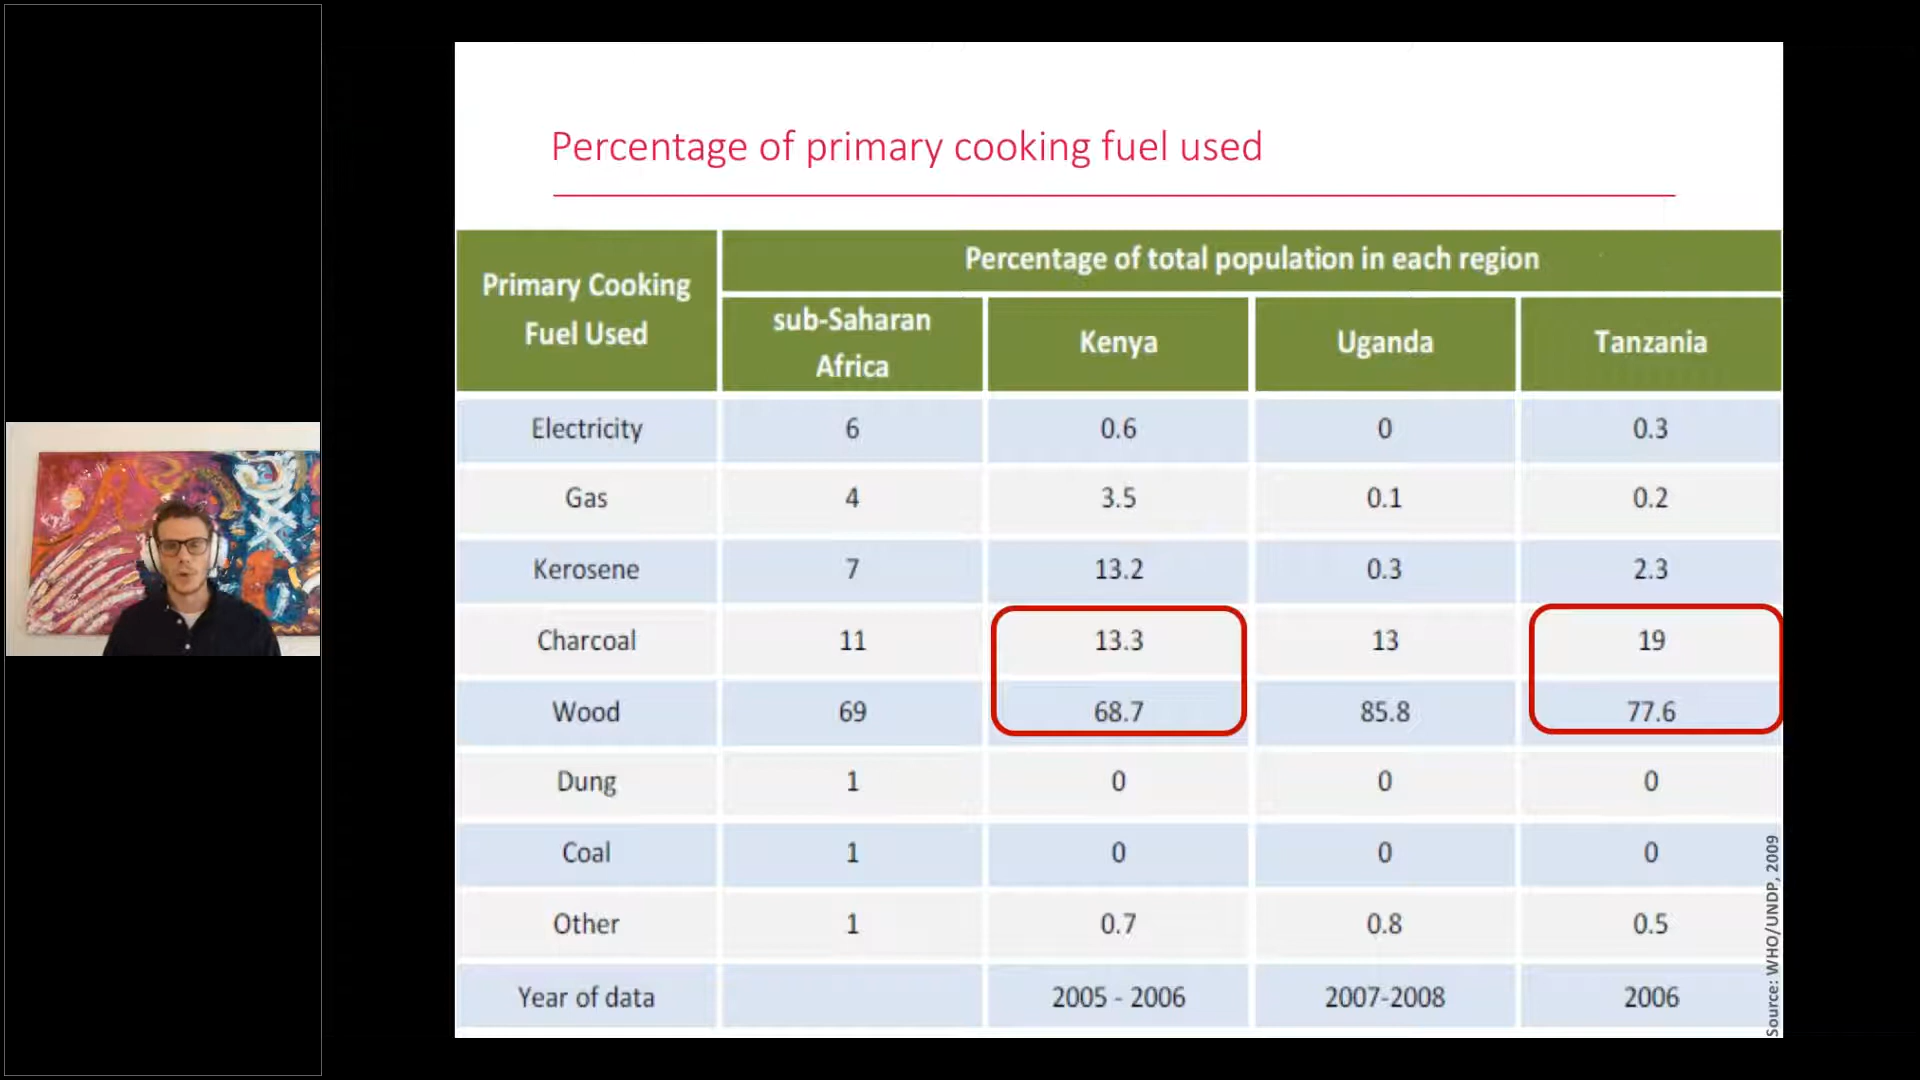 Percentage of primary cooking fuel used
Primary Cooking
Fuel Used
Percentage of total population in each region
sub-Saharan
Africa
Kenya
Uganda
Tanzania
Electricity 6 0.6 0 0.3
Gas 4 3.5 0.1 0.2
Kerosene 7 13.2 0.3 2.3
Charcoal 11 13.3 13 19
Wood 69 68.7 85.8 77.6
Dung 1 0 0 0
Coal 1 0 0 0
Other 1 0.7 0.8 0.5
Year of data 2005 - 2006 2007-2008 2006
Source: WHO/UNDP, 2009